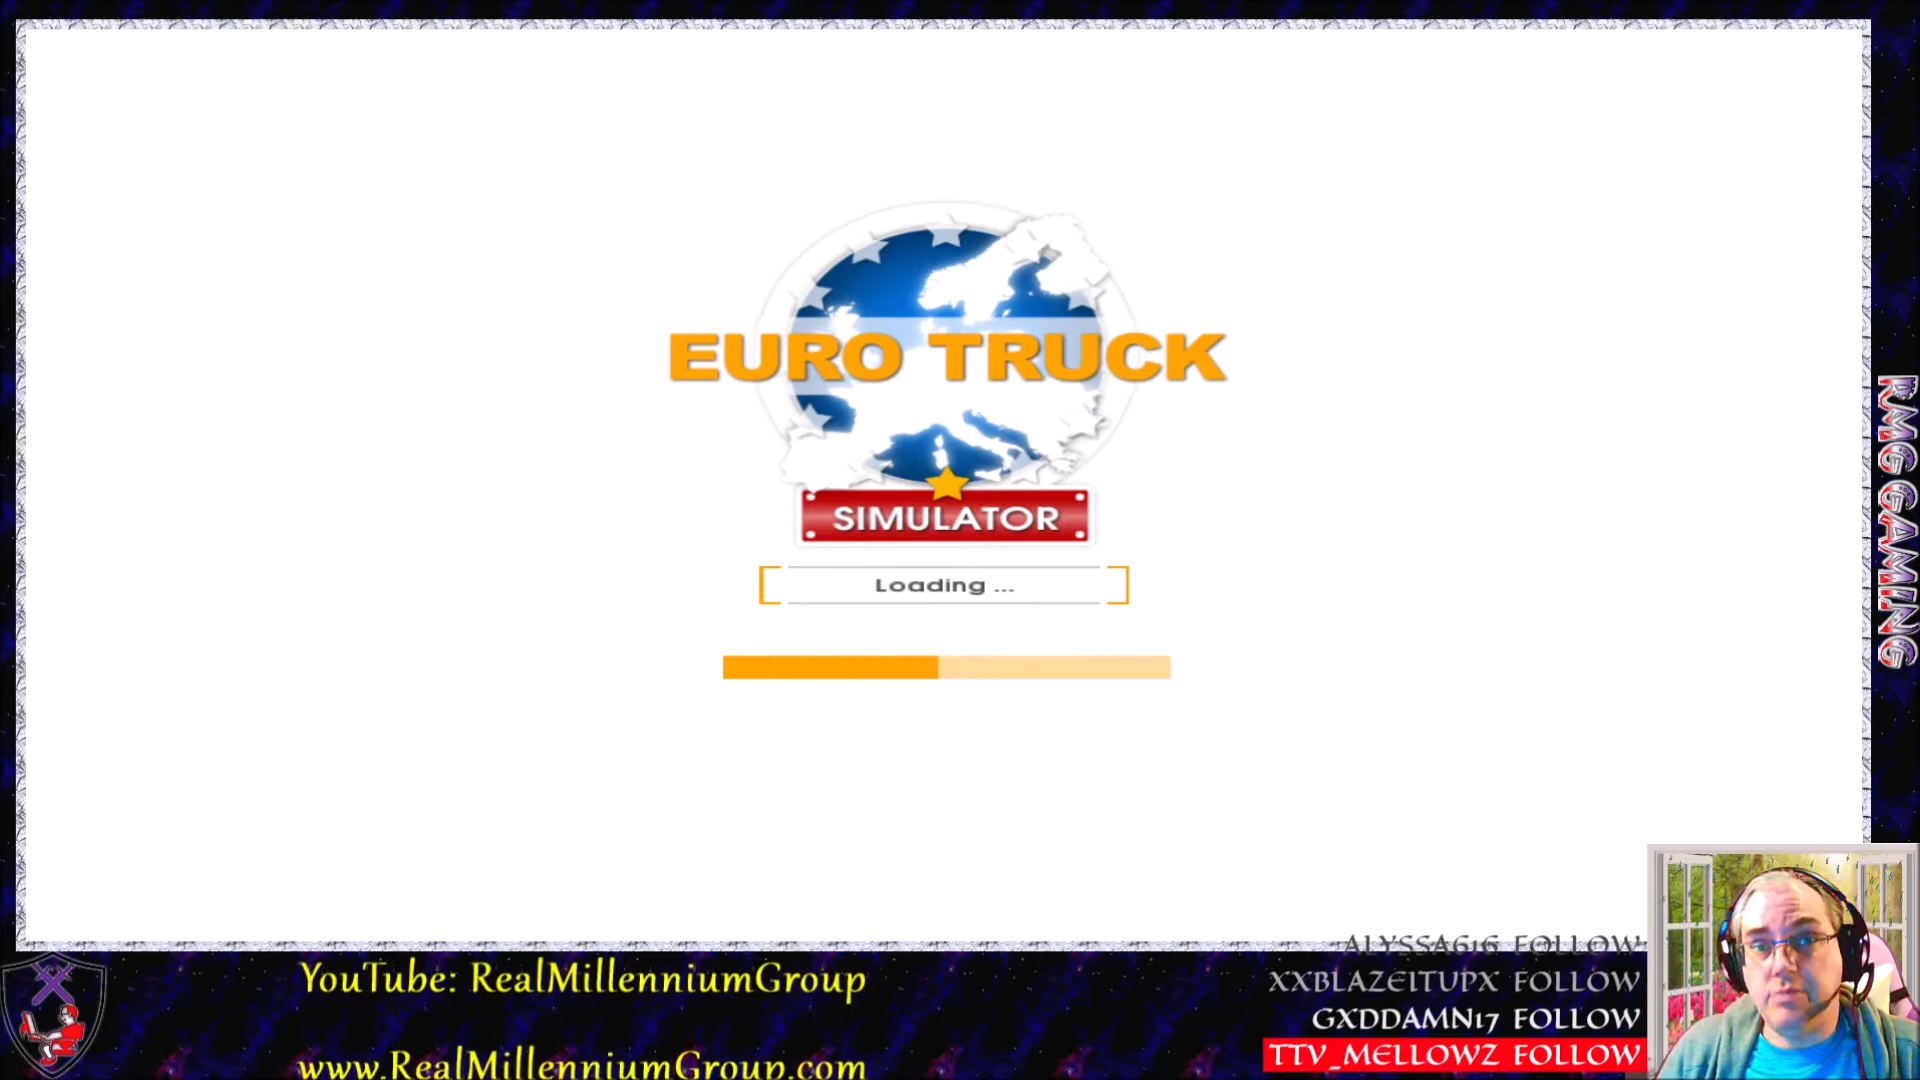 EURO TRUCK
SIMULATOR
Loading ...
RMG GAMING
YouTube: RealMillenniumGroup
www.RealMillenniumGroup.com
ALYSSA616 FOLLOW
XXBLAZEITUPX FOLLOW
GXDDAMN17 FOLLOW
TTV_MELLOWZ FOLLOW